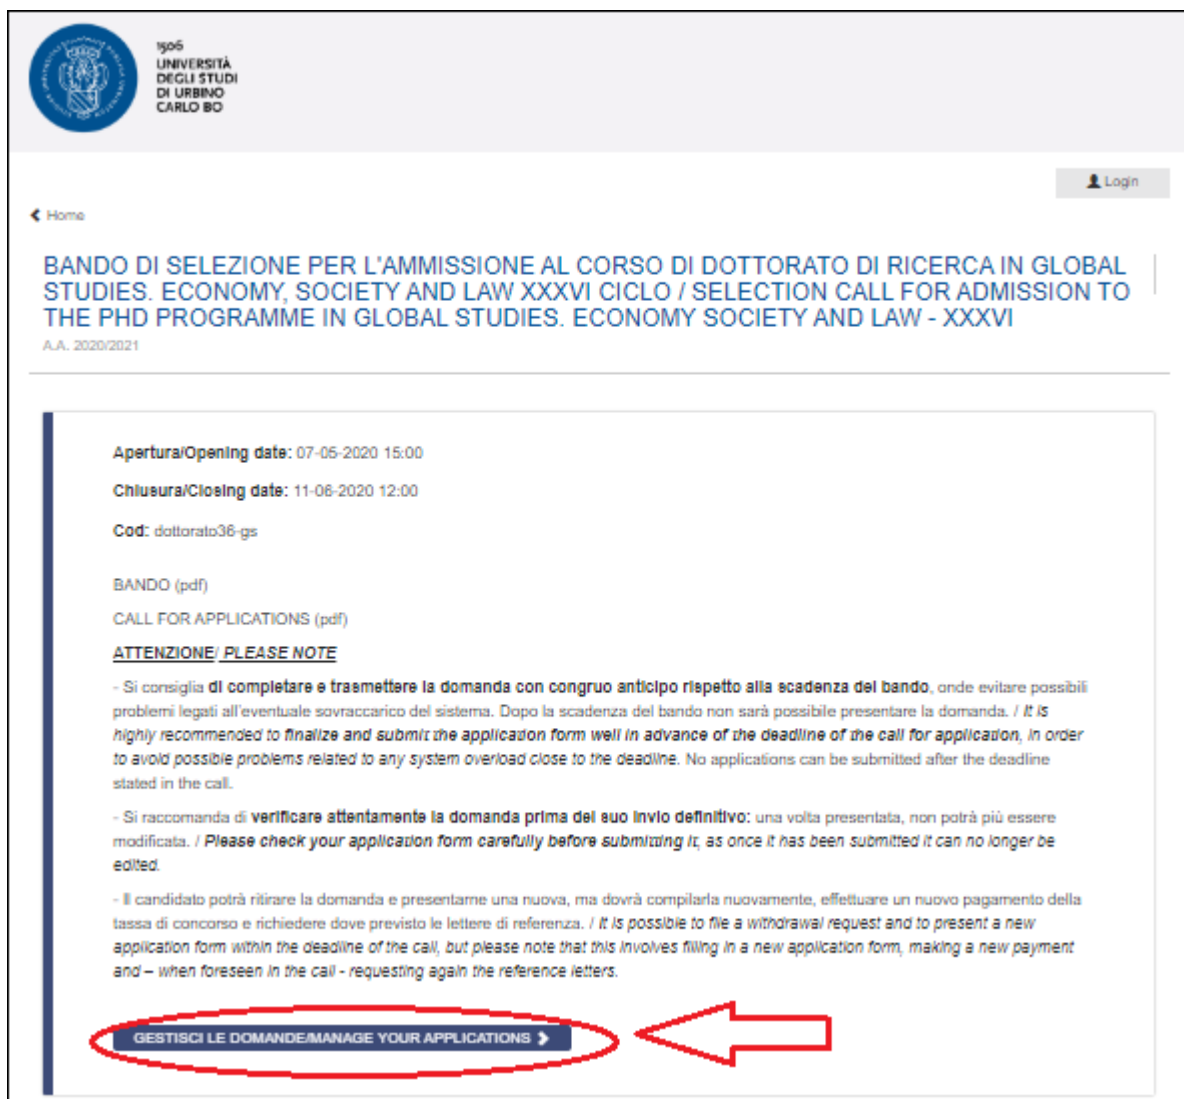 1506
UNIVERSITÀ
DEGLI STUDI
DI URBINO
CARLO BO
Login
Home
BANDO DI SELEZIONE PER L'AMMISSIONE AL CORSO DI DOTTORATO DI RICERCA IN GLOBAL
STUDIES. ECONOMY, SOCIETY AND LAW XXXVI CICLO / SELECTION CALL FOR ADMISSION TO
THE PHD PROGRAMME IN GLOBAL STUDIES. ECONOMY SOCIETY AND LAW - XXXVI
A.A. 2020/2021
Apertura/Opening date: 07-05-2020 15:00
Chiusura/Closing date: 11-06-2020 12:00
Cod: dottorato36-gs
BANDO (pdf)
CALL FOR APPLICATIONS (pdf)
ATTENZIONE/ PLEASE NOTE
- Si consiglia di completare e trasmettere la domanda con congruo anticipo rispetto alla scadenza del bando, onde evitare possibili
problemi legati all'eventuale sovraccarico del sistema. Dopo la scadenza del bando non sarà possibile presentare la domanda. / It is
highly recommended to finalize and submit the application form well in advance of the deadline of the call for application, in order
to avoid possible problems related to any system overload close to the deadline. No applications can be submitted after the deadline
stated in the call.
- Si raccomanda di verificare attentamente la domanda prima del suo invio definitivo: una volta presentata, non potrà più essere
modificata. / Please check your application form carefully before submitting it, as once it has been submitted it can no longer be
edited.
- Il candidato potrà ritirare la domanda e presentarne una nuova, ma dovrà compilarla nuovamente, effettuare un nuovo pagamento della
tassa di concorso e richiedere dove previsto le lettere di referenza. / It is possible to file a withdrawal request and to present a new
application form within the deadline of the call, but please note that this involves filling in a new application form, making a new payment
and – when foreseen in the call - requesting again the reference letters.
GESTISCI LE DOMANDE/MANAGE YOUR APPLICATIONS